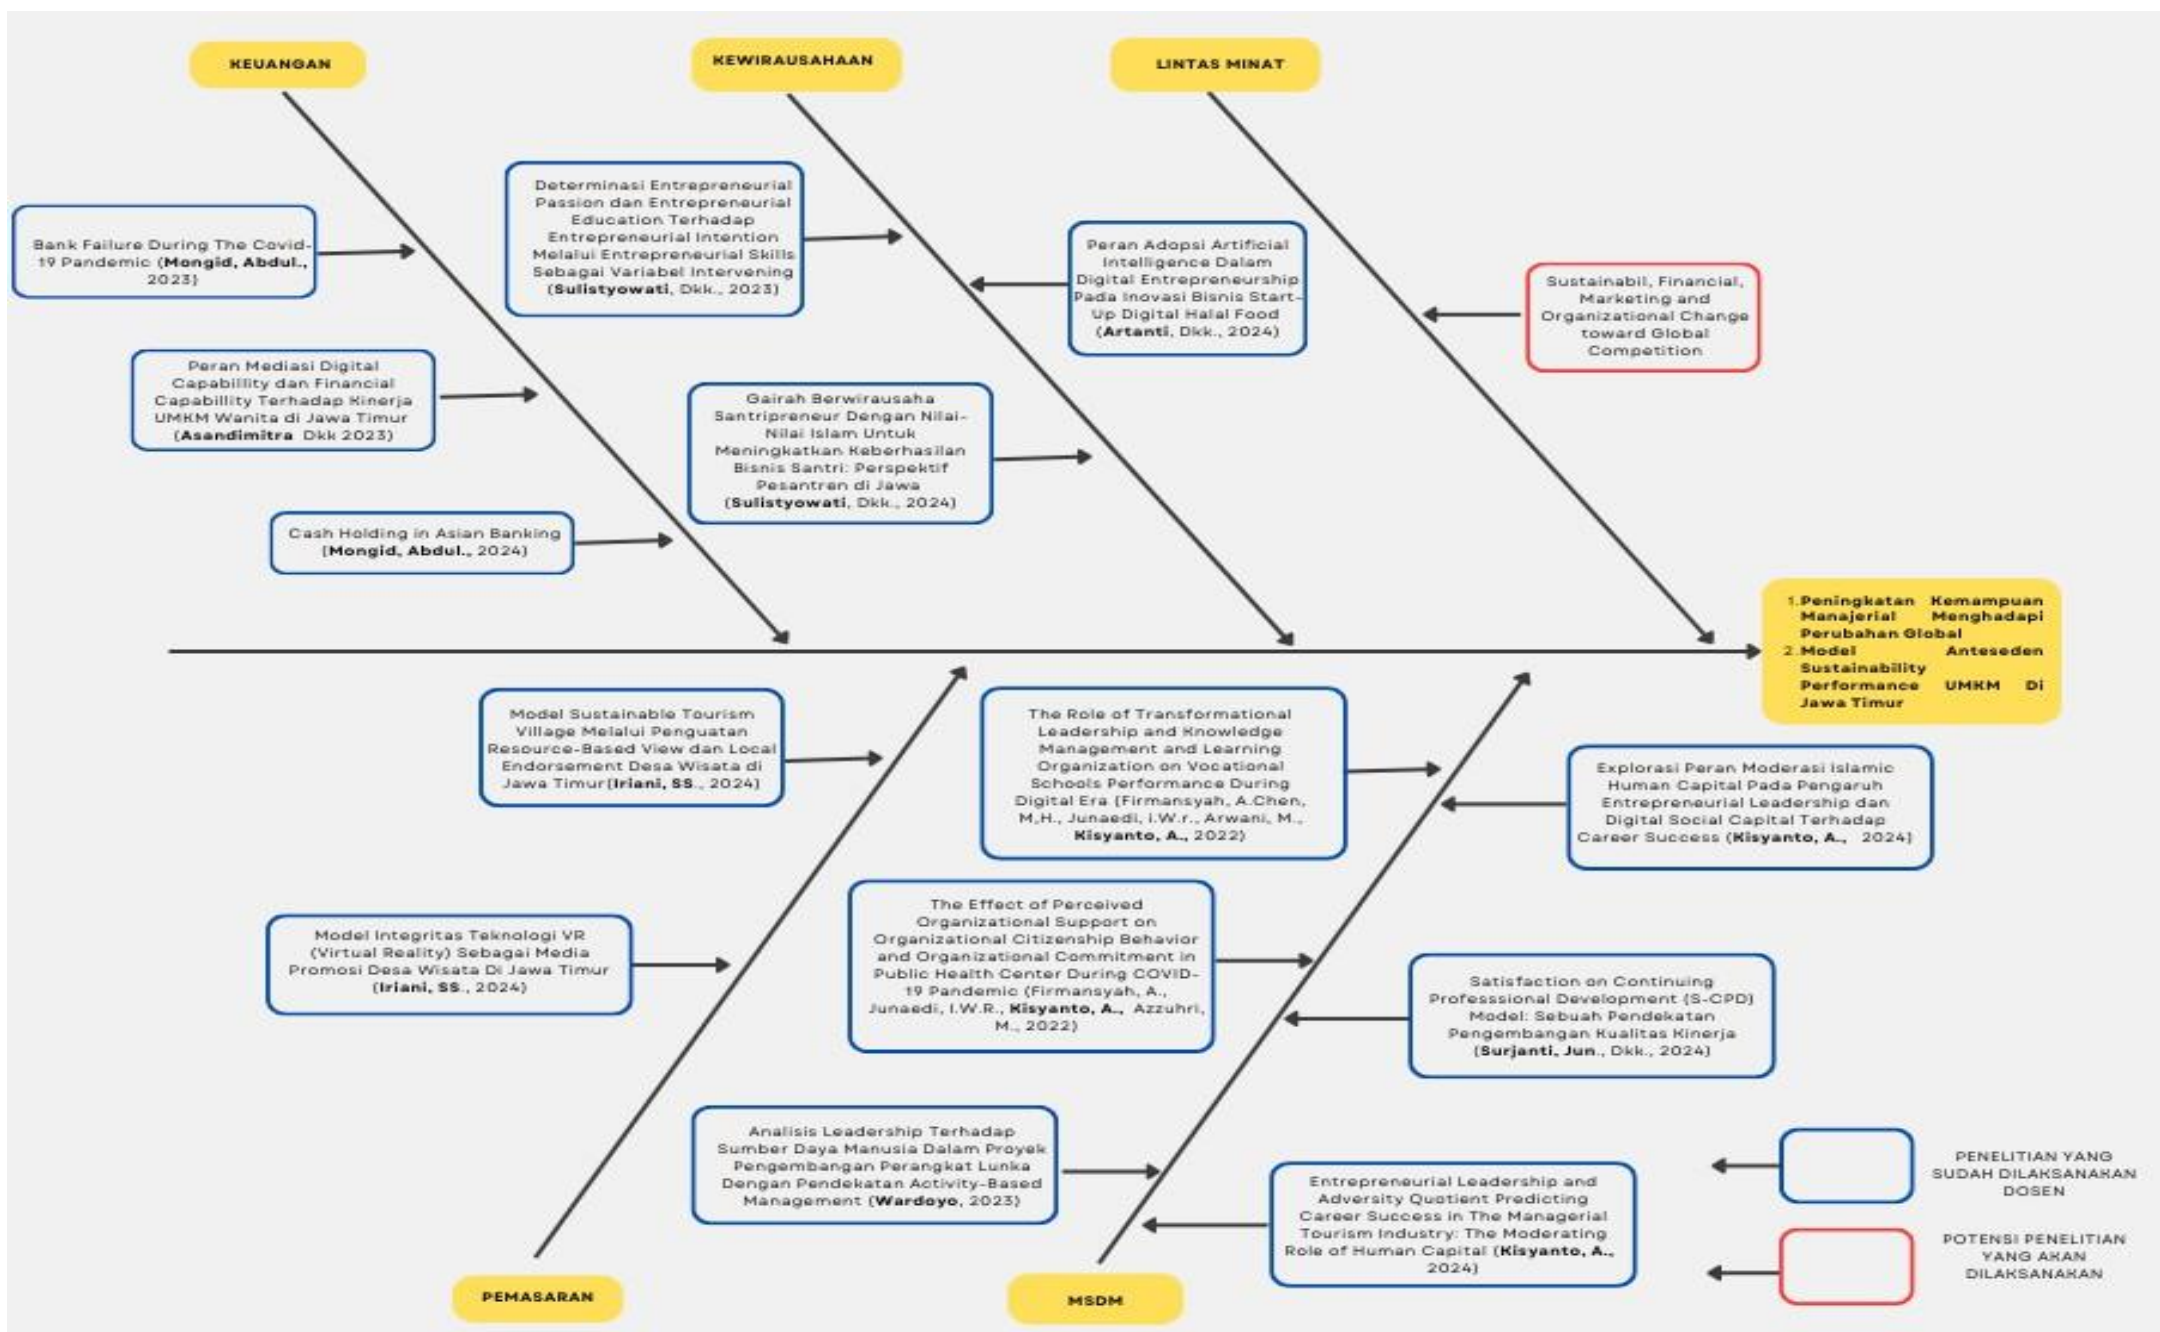 KEUANGAN
KEWIRAUSAHAAN
LINTAS MINAT
Bank Failure During The Covid-
19 Pandemic (Mongid, Abdul.,
2023)
Peran Mediasi Digital
Capabillity dan Financial
Capabillity Terhadap Kinerja
UMKM Wanita di Jawa Timur
(Asandimitra Dkk 2023)
Cash Holding in Asian Banking
(Mongid, Abdul., 2024)
Determinasi Entrepreneurial
Passion dan Entrepreneurial
Education Terhadap
Entrepreneurial Intention
Melalui Entrepreneurial Skills
Sebagai Variabel Intervening
(Sulistyowati, Dkk., 2023)
Peran Adopsi Artificial
Intelligence Dalam
Digital Entrepreneurship
Pada Inovasi Bisnis Start-
Up Digital Halal Food
(Artanti, Dkk., 2024)
Gairah Berwirausaha
Santripreneur Dengan Nilai-
Nilai Islam Untuk
Meningkatkan Keberhasilan
Bisnis Santri: Perspektif
Pesantren di Jawa
(Sulistyowati, Dkk., 2024)
Sustainabil, Financial,
Marketing and
Organizational Change
toward Global
Competition
1.Peningkatan Kemampuan
Manajerial Menghadapi
Perubahan Global
2.Model Anteseden
Sustainability
Performance UMKM Di
Jawa Timur
Model Sustainable Tourism
Village Melalui Penguatan
Resource-Based View dan Local
Endorsement Desa Wisata di
Jawa Timur(Iriani, SS., 2024)
Model Integritas Teknologi VR
(Virtual Reality) Sebagai Media
Promosi Desa Wisata Di Jawa Timur
(Iriani, SS., 2024)
The Role of Transformational
Leadership and Knowledge
Management and Learning
Organization on Vocational
Schools Performance During
Digital Era (Firmansyah, A.Chen,
M,H., Junaedi, I.W.r., Arwani, M.,
Kisyanto, A., 2022)
Explorasi Peran Moderasi Islamic
Human Capital Pada Pengaruh
Entrepreneurial Leadership dan
Digital Social Capital Terhadap
Career Success (Kisyanto, A., 2024)
The Effect of Perceived
Organizational Support on
Organizational Citizenship Behavior
and Organizational Commitment in
Public Health Center During COVID-
19 Pandemic (Firmansyah, A.,
Junaedi, I.W.R., Kisyanto, A., Azzuhri,
M., 2022)
Satisfaction on Continuing
Professsional Development (S-CPD)
Model: Sebuah Pendekatan
Pengembangan Kualitas Kinerja
(Surjanti, Jun., Dkk., 2024)
Analisis Leadership Terhadap
Sumber Daya Manusia Dalam Proyek
Pengembangan Perangkat Lunka
Dengan Pendekatan Activity-Based
Management (Wardoyo, 2023)
Entrepreneurial Leadership and
Adversity Quotient Predicting
Career Success in The Managerial
Tourism Industry: The Moderating
Role of Human Capital (Kisyanto, A.,
2024)
PEMASARAN
MSDM
PENELITIAN YANG
SUDAH DILAKSANAKAN
DOSEN
POTENSI PENELITIAN
YANG AKAN
DILAKSANAKAN